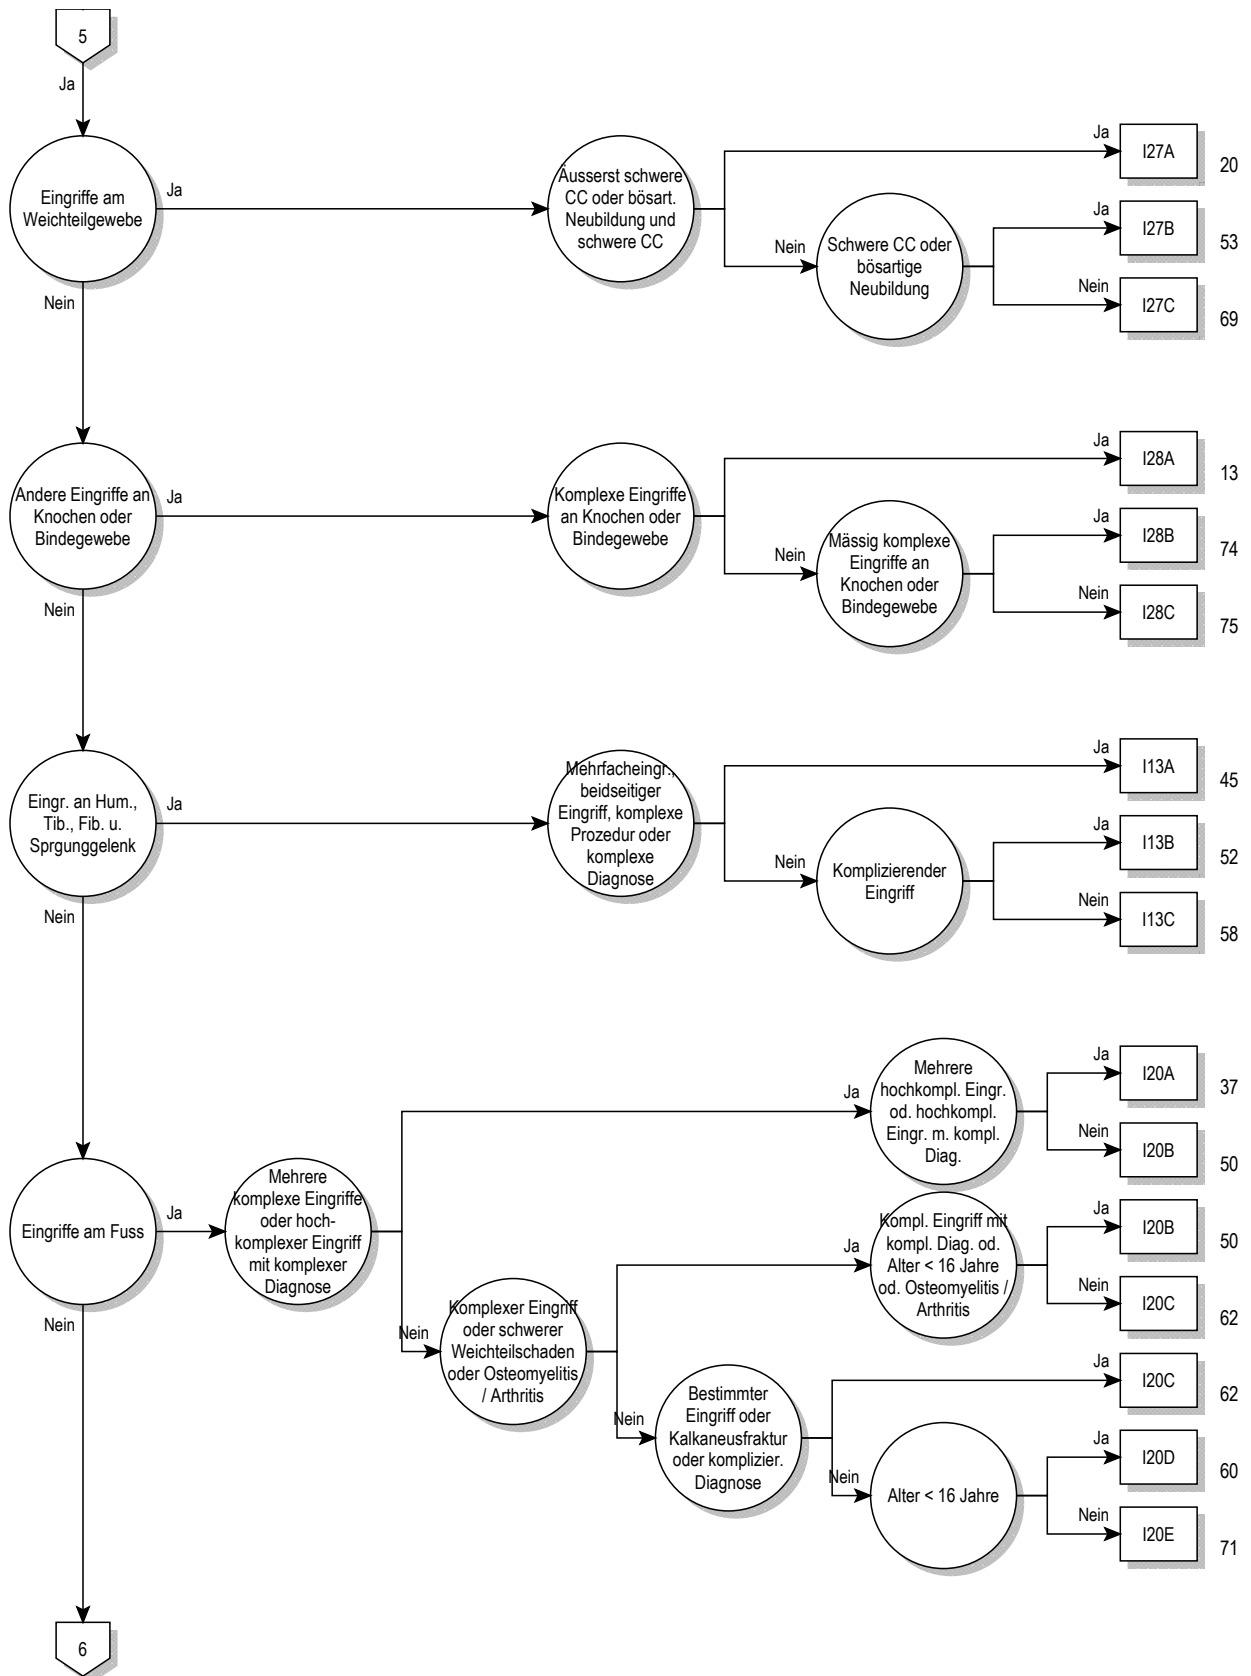 5
Ja
Eingriffe am
Weichteilgewebe
Ja
Äusserst schwere
CC oder bösart.
Neubildung und
schwere CC
Ja
I27A
20
Nein
Schwere CC oder
bösartige
Neubildung
Ja
I27B
53
Nein
I27C
69
Nein
Andere Eingriffe an
Knochen oder
Bindegewebe
Ja
Komplexe Eingriffe
an Knochen oder
Bindegewebe
Ja
I28A
13
Nein
Mässig komplexe
Eingriffe an
Knochen oder
Bindegewebe
Ja
I28B
74
Nein
I28C
75
Nein
Eingr. an Hum.,
Tib., Fib. u.
Sprgunggelenk
Ja
Mehrfacheingr.,
beidseitiger
Eingriff, komplexe
Prozedur oder
komplexe
Diagnose
Ja
I13A
45
Nein
Komplizierender
Eingriff
Ja
I13B
52
Nein
I13C
58
Nein
Eingriffe am Fuss
Ja
Mehrere
komplexe Eingriffe
oder hoch-
komplexer Eingriff
mit komplexer
Diagnose
Ja
Mehrere
hochkompl. Eingr.
od. hochkompl.
Eingr. m. kompl.
Diag.
Ja
I20A
37
Nein
I20B
50
Nein
Komplexer Eingriff
oder schwerer
Weichteilschaden
oder Osteomyelitis
/ Arthritis
Ja
Kompl. Eingriff mit
kompl. Diag. od.
Alter < 16 Jahre
od. Osteomyelitis /
Arthritis
Ja
I20B
50
Nein
I20C
62
Nein
Bestimmter
Eingriff oder
Kalkaneusfraktur
oder komplizier.
Diagnose
Ja
I20C
62
Nein
Alter < 16 Jahre
Ja
I20D
60
Nein
I20E
71
Nein
6